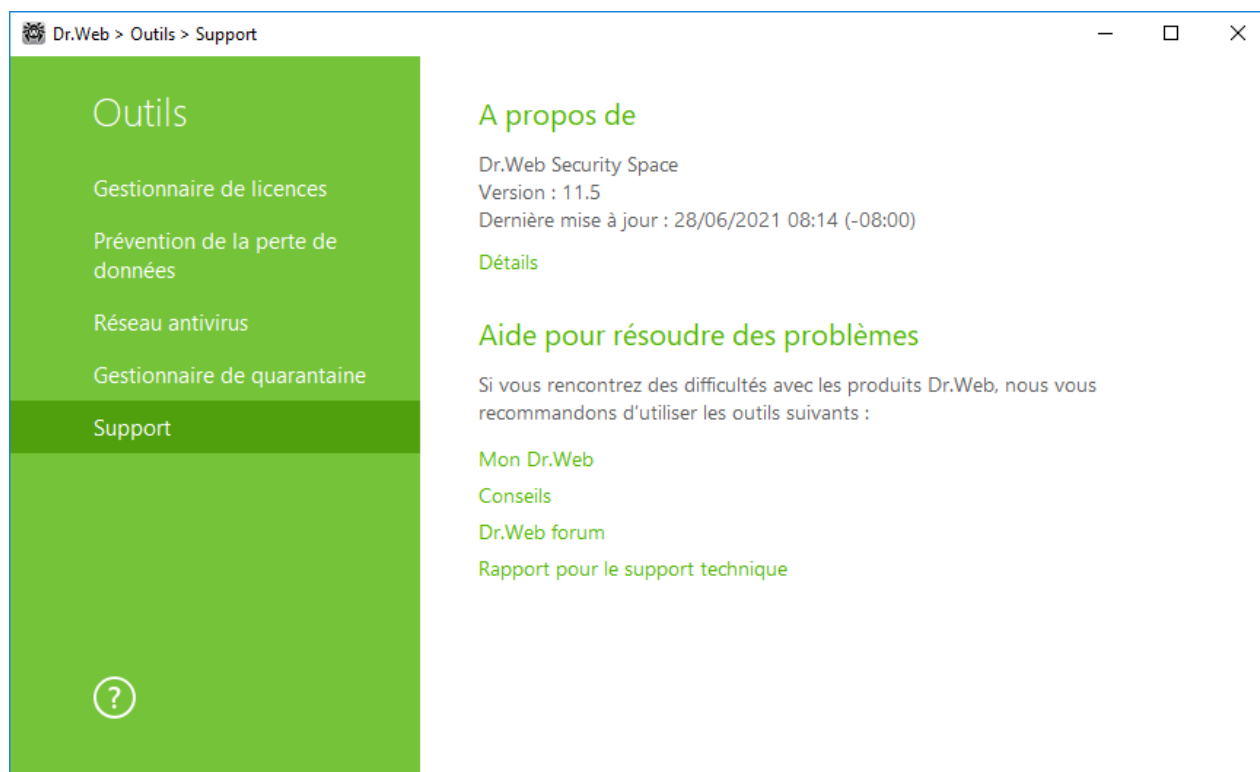 Dr.Web > Outils > Support
Outils
Gestionnaire de licences
Prévention de la perte de
données
Réseau antivirus
Gestionnaire de quarantaine
Support
?
A propos de
Dr.Web Security Space
Version : 11.5
Dernière mise à jour : 28/06/2021 08:14 (-08:00)
Détails
Aide pour résoudre des problèmes
Si vous rencontrez des difficultés avec les produits Dr.Web, nous vous
recommandons d’utiliser les outils suivants :
Mon Dr.Web
Conseils
Dr.Web forum
Rapport pour le support technique